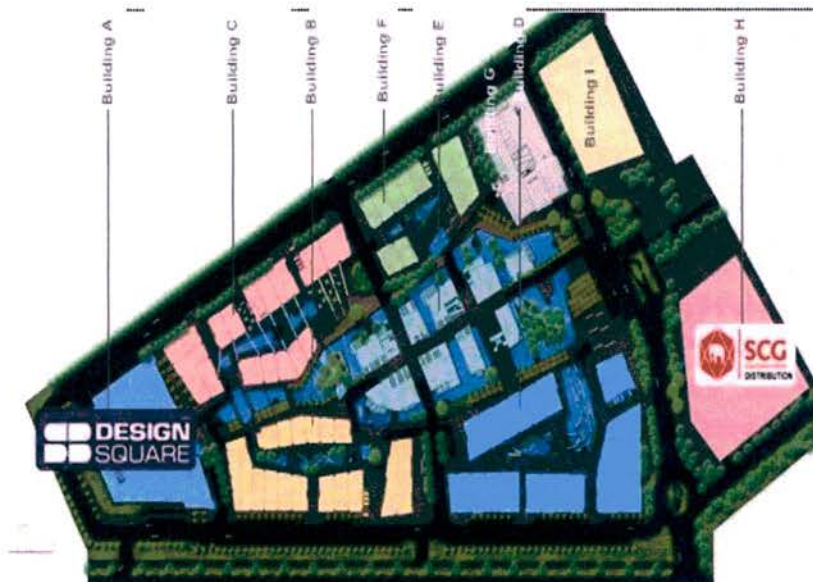 Building A
Building C
Building B
Building F
Building E
Building G
Building D
Building I
Building H
DESIGN
SQUARE
SCG
DISTRIBUTION